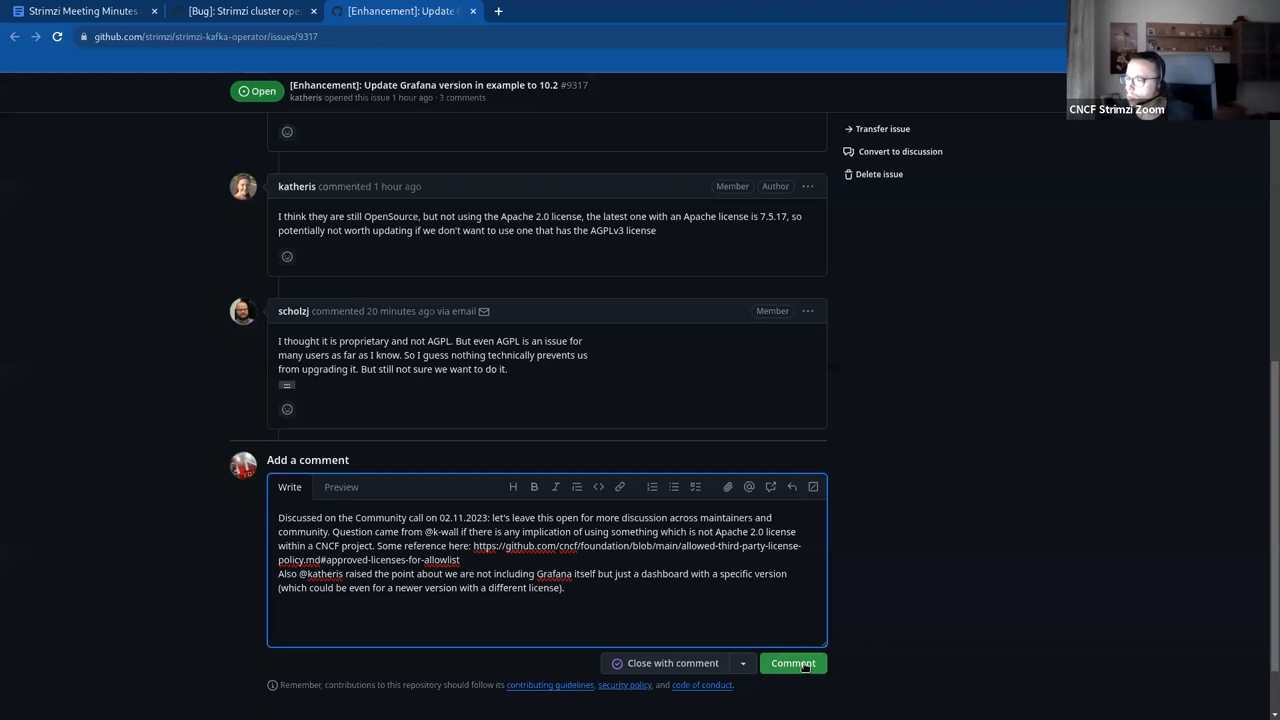 Strimzi Meeting Minutes
[Bug]: Strimzi cluster ope
[Enhancement]: Update
github.com/strimzi/strimzi-kafka-operator/issues/9317
CNCF Strimzi Zoom
Open
[Enhancement]: Update Grafana version in example to 10.2 #9317
katheris opened this issue 1 hour ago · 3 comments
Transfer issue
Convert to discussion
Delete issue
katheris commented 1 hour ago
Member
Author
I think they are still OpenSource, but not using the Apache 2.0 license, the latest one with an Apache license is 7.5.17, so
potentially not worth updating if we don't want to use one that has the AGPLv3 license
scholzj commented 20 minutes ago via email
Member
I thought it is proprietary and not AGPL. But even AGPL is an issue for
many users as far as I know. So I guess nothing technically prevents us
from upgrading it. But still not sure we want to do it.
Add a comment
Write
Preview
Discussed on the Community call on 02.11.2023: let's leave this open for more discussion across maintainers and
community. Question came from @k-wall if there is any implication of using something which is not Apache 2.0 license
within a CNCF project. Some reference here: https://github.com/cncf/foundation/blob/main/allowed-third-party-license-
policy.md#approved-licenses-for-allowlist
Also @katheris raised the point about we are not including Grafana itself but just a dashboard with a specific version
(which could be even for a newer version with a different license).
Close with comment
Comment
Remember, contributions to this repository should follow its contributing guidelines, security policy, and code of conduct.